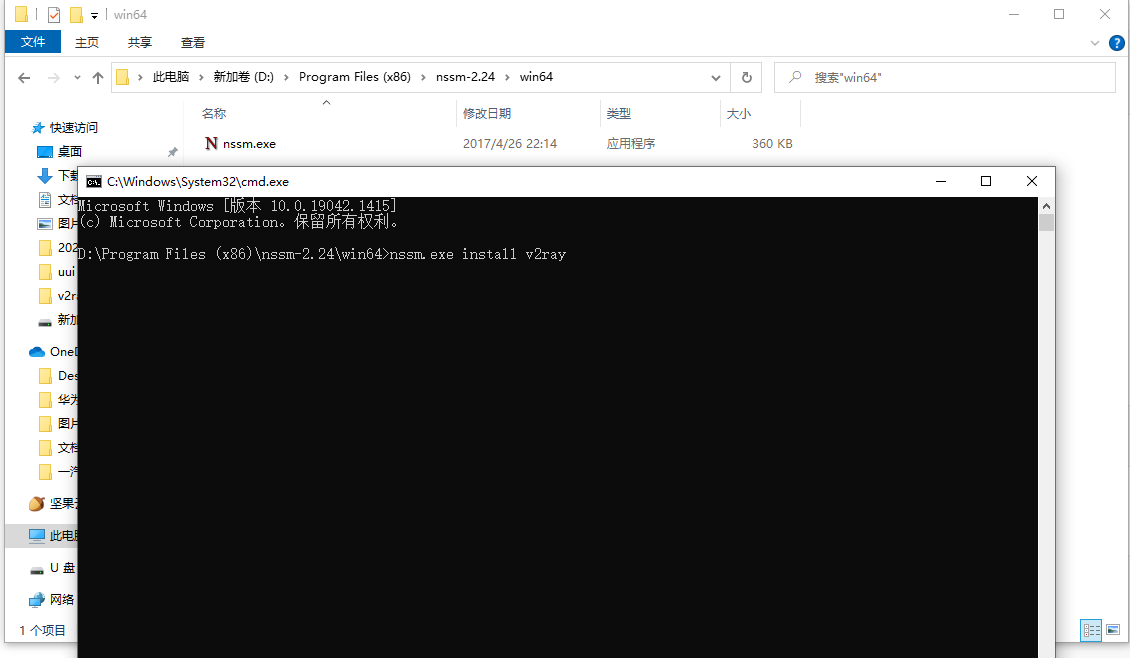 win64
文件 主页 共享 查看
此电脑 新加卷 (D:) Program Files (x86) nssm-2.24 win64
搜索"win64"
名称 修改日期 类型 大小
nssm.exe 2017/4/26 22:14 应用程序 360 KB
快速访问
桌面
下载
文档
图片
202
uui
v2ra
新加
OneD
Des
华为
图片
文档
一汽
坚果云
此电脑
U 盘
网络
1 个项目
C:\Windows\System32\cmd.exe
Microsoft Windows [版本 10.0.19042.1415]
(c) Microsoft Corporation。保留所有权利。
D:\Program Files (x86)\nssm-2.24\win64>nssm.exe install v2ray